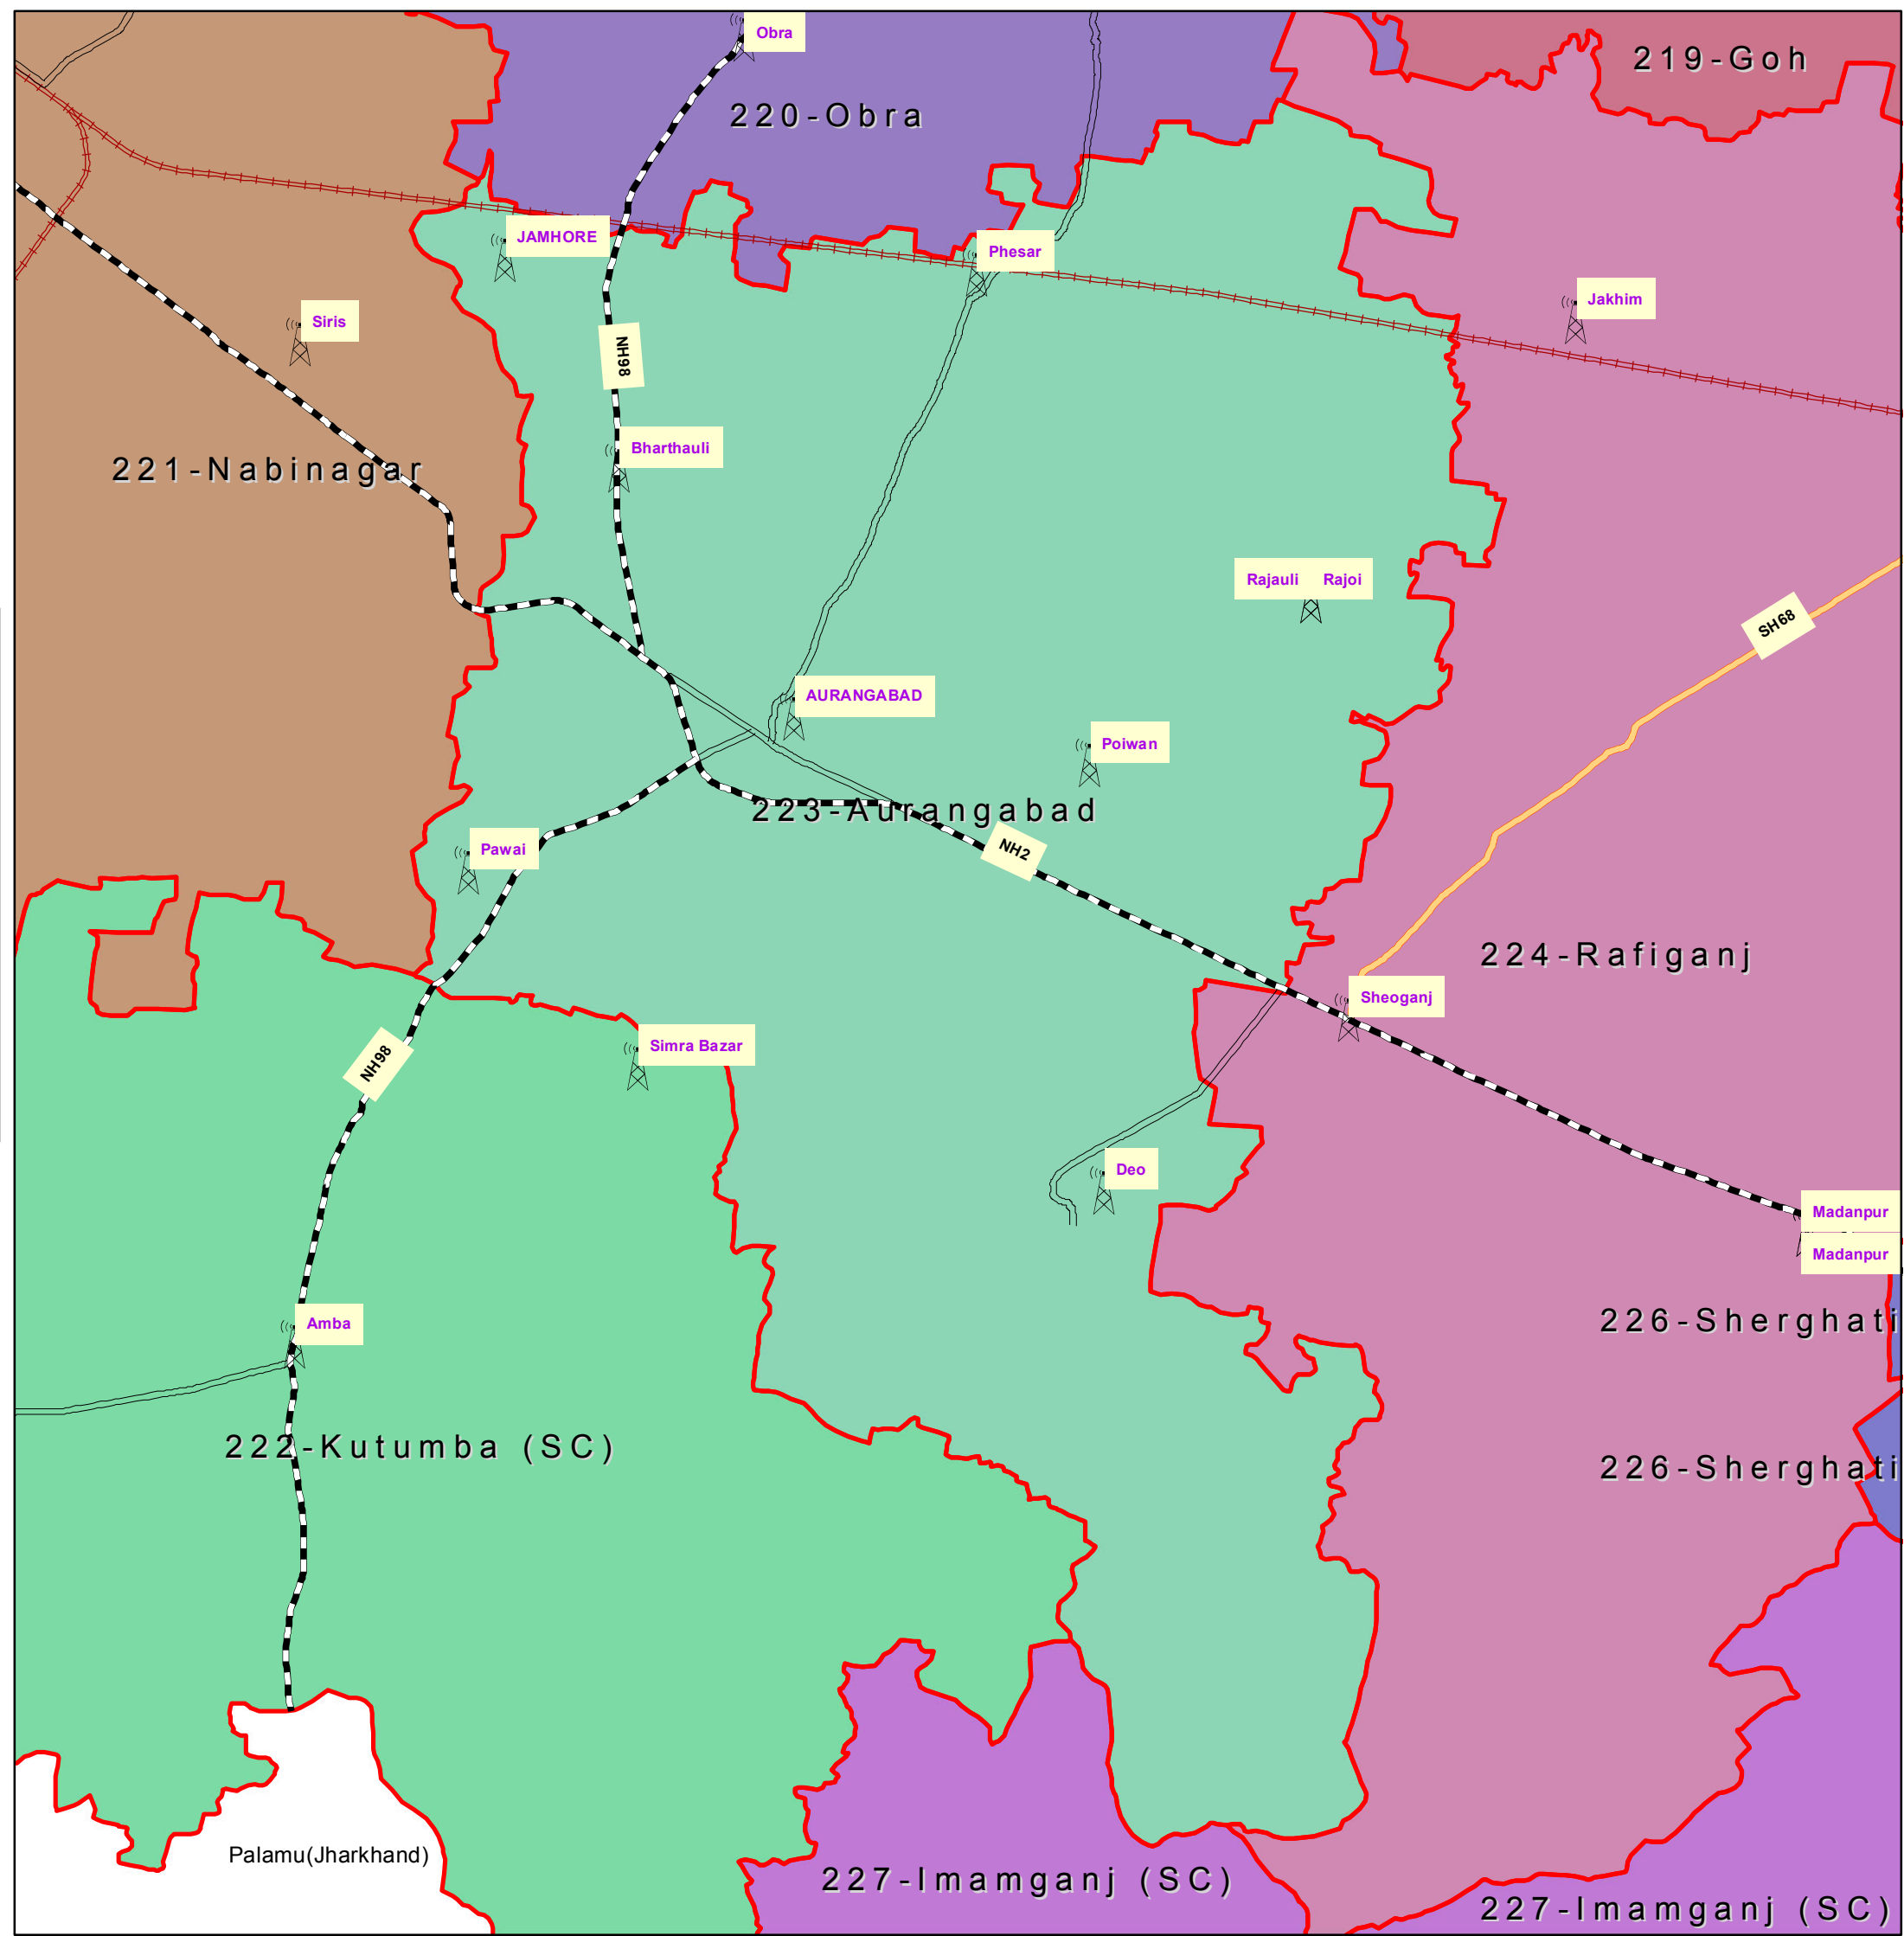 Obra
219-Goh
220-Obra
JAMHORE
Phesar
Jakhim
Siris
NH98
Bharthauli
221-Nabinagar
Rajauli Rajoi
SH68
AURANGABAD
Poiwan
223-Aurangabad
Pawai
NH2
224-Rafiganj
Sheoganj
Simra Bazar
NH98
Deo
Madanpur
Madanpur
Amba
226-Sherghati
222-Kutumba (SC)
226-Sherghati
Palamu(Jharkhand)
227-Imamganj (SC)
227-Imamganj (SC)